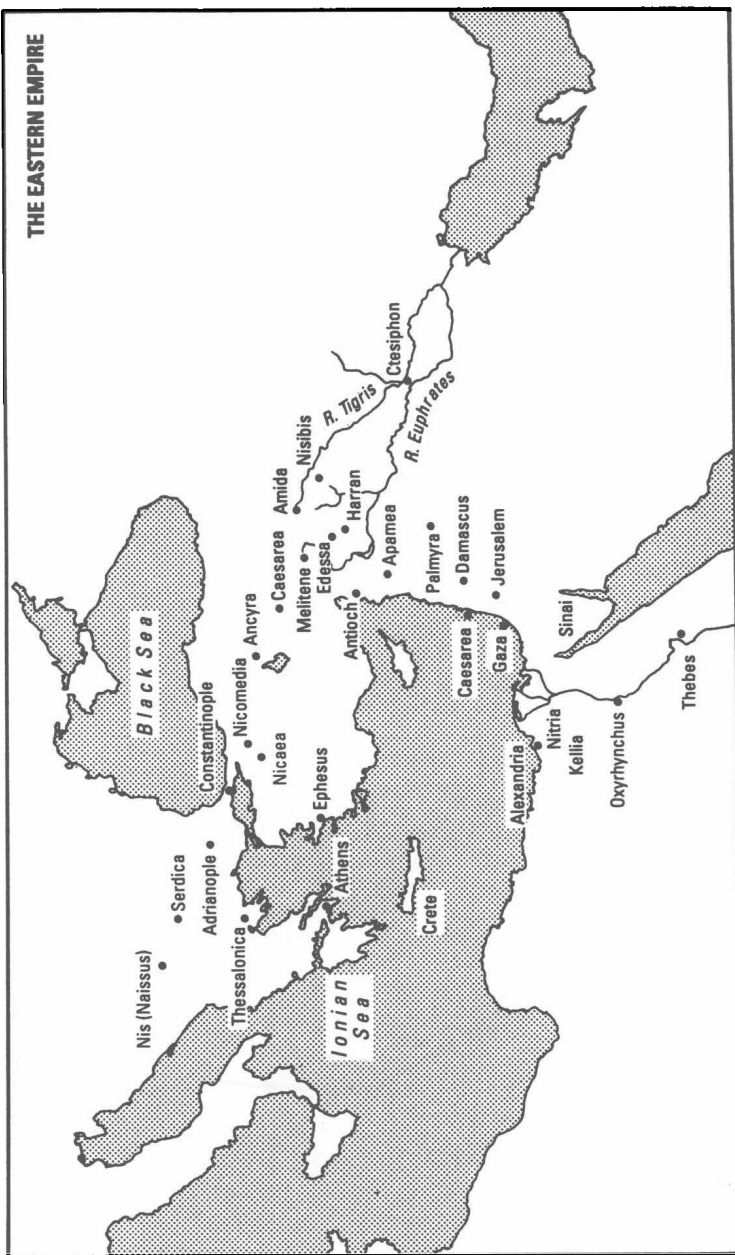 THE EASTERN EMPIRE
Black Sea
Nis (Naissus)
Serdica
Adrianople
Constantinople
Thessalonica
Nicomedia
Nicaea
Ancyra
Caesarea
Amida
Nisibis
Melitene
Edessa
Harran
R. Tigris
Ctesiphon
R. Euphrates
Ionian
Sea
Athens
Ephesus
Antioch
Apamea
Palmyra
Damascus
Crete
Caesarea
Jerusalem
Gaza
Alexandria
Nitria
Kellia
Sinai
Oxyrhynchus
Thebes